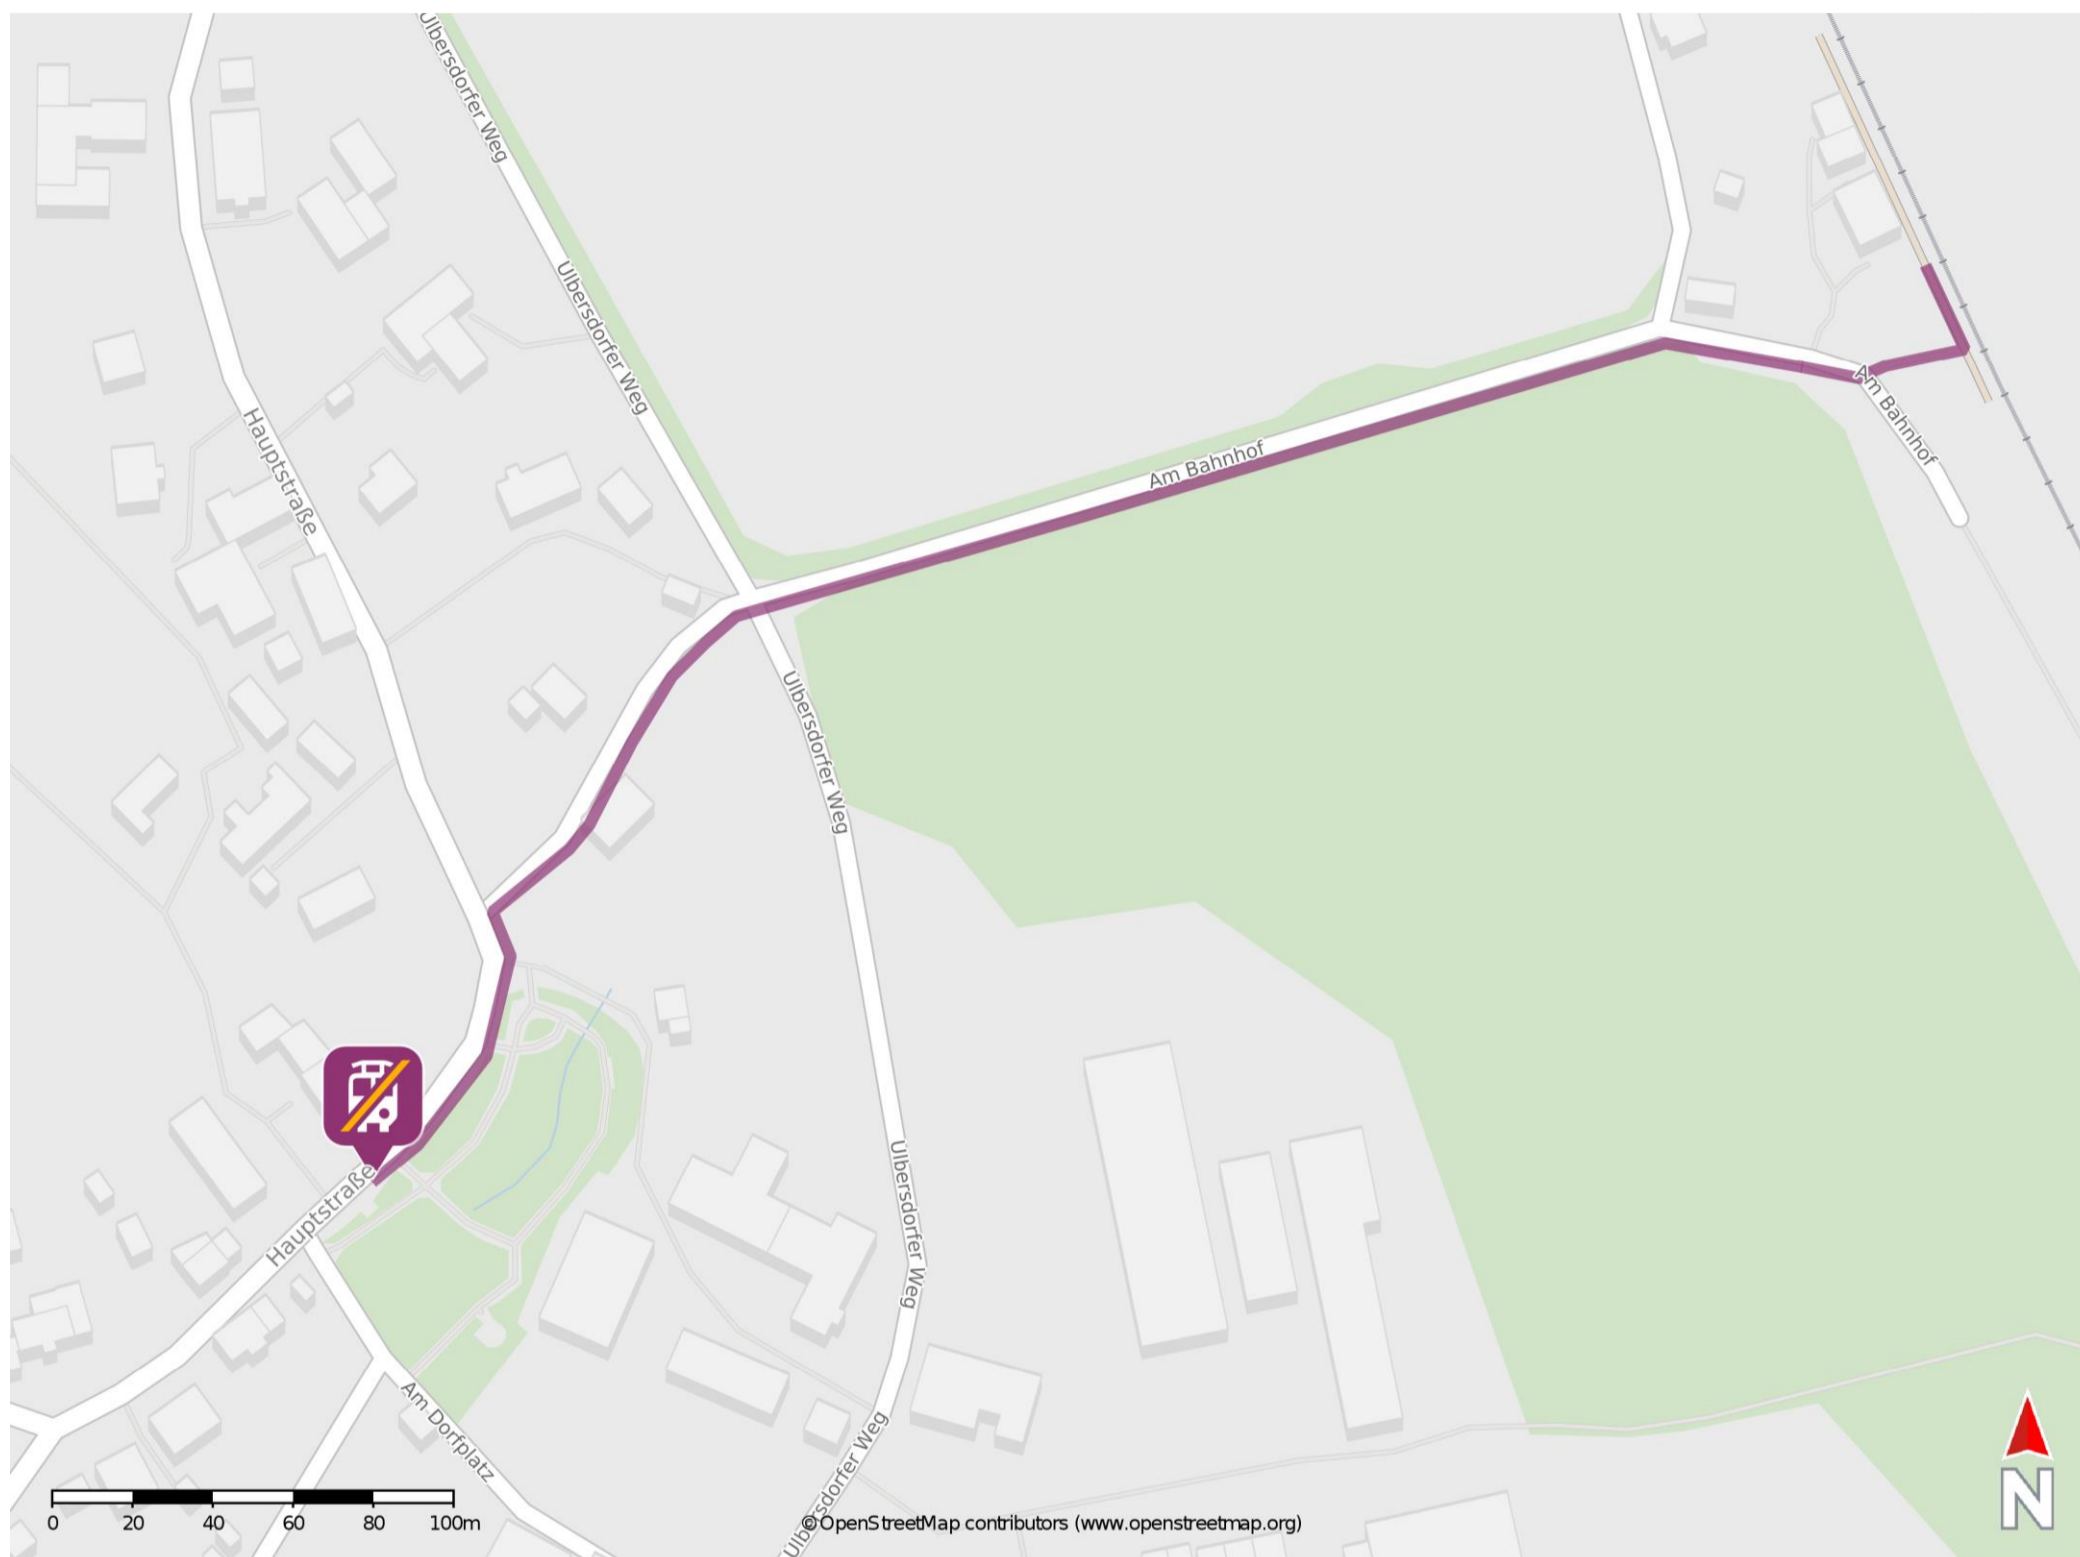 Ulbersdorfer Weg
Ulbersdorfer Weg
Hauptstraße
Am Bahnhof
Am Bahnhof
Ulbersdorfer Weg
Hauptstraße
Ulbersdorfer Weg
Am Dorfplatz
Ulbersdorfer Weg
0 20 40 60 80 100m
©OpenStreetMap contributors (www.openstreetmap.org)
N